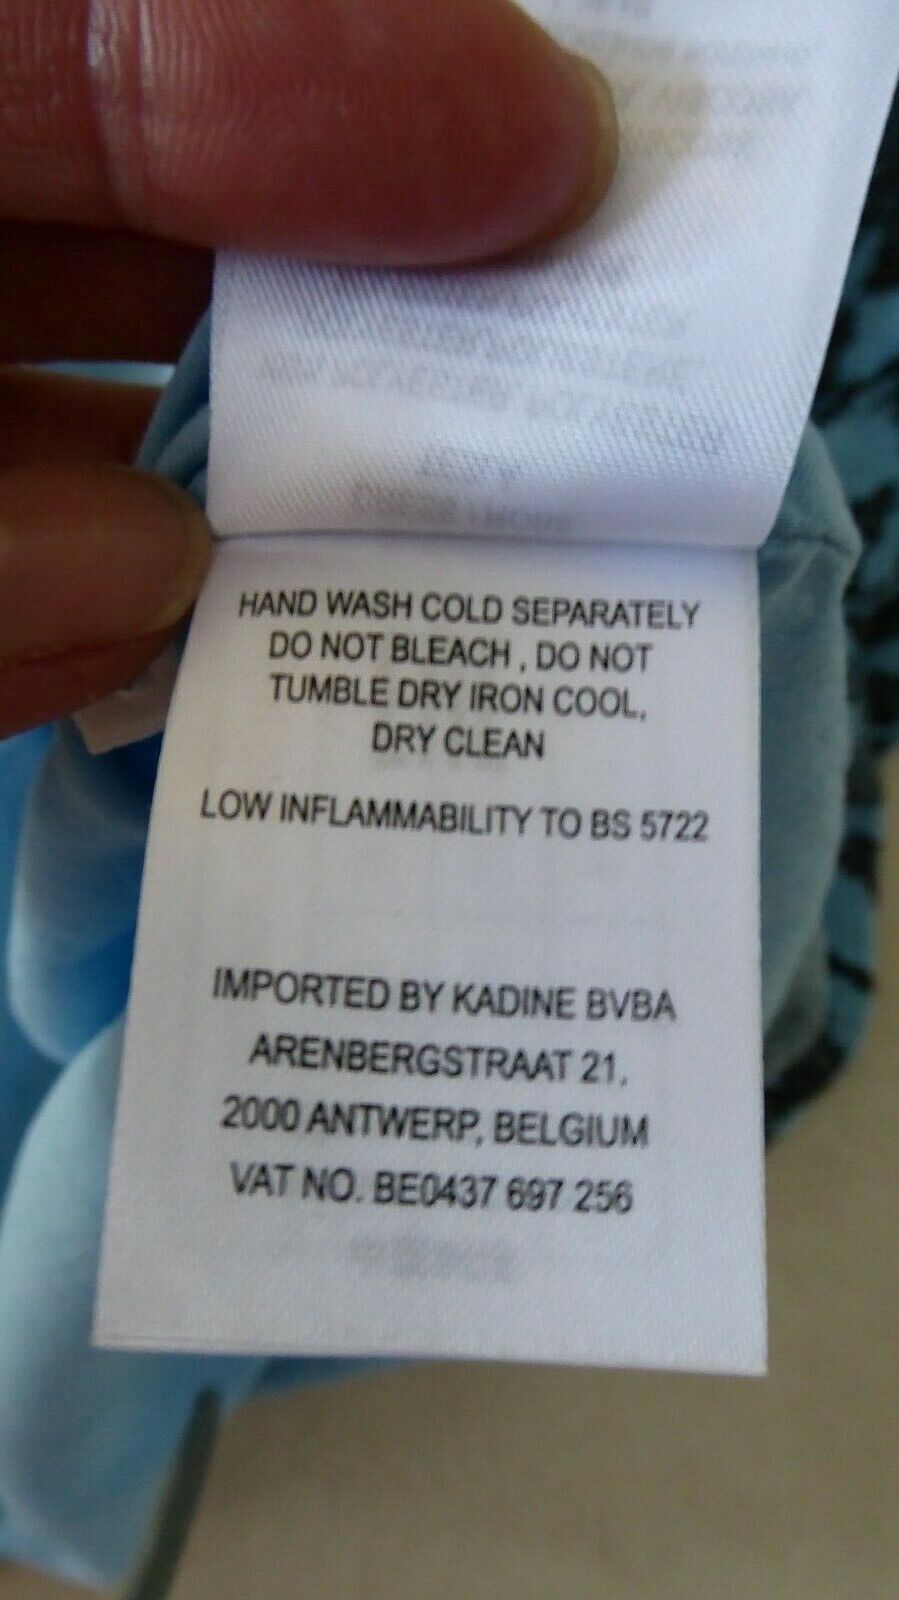 HAND WASH COLD SEPARATELY
DO NOT BLEACH , DO NOT
TUMBLE DRY IRON COOL,
DRY CLEAN
LOW INFLAMMABILITY TO BS 5722
IMPORTED BY KADINE BVBA
ARENBERGSTRAAT 21,
2000 ANTWERP, BELGIUM
VAT NO. BE0437 697 256